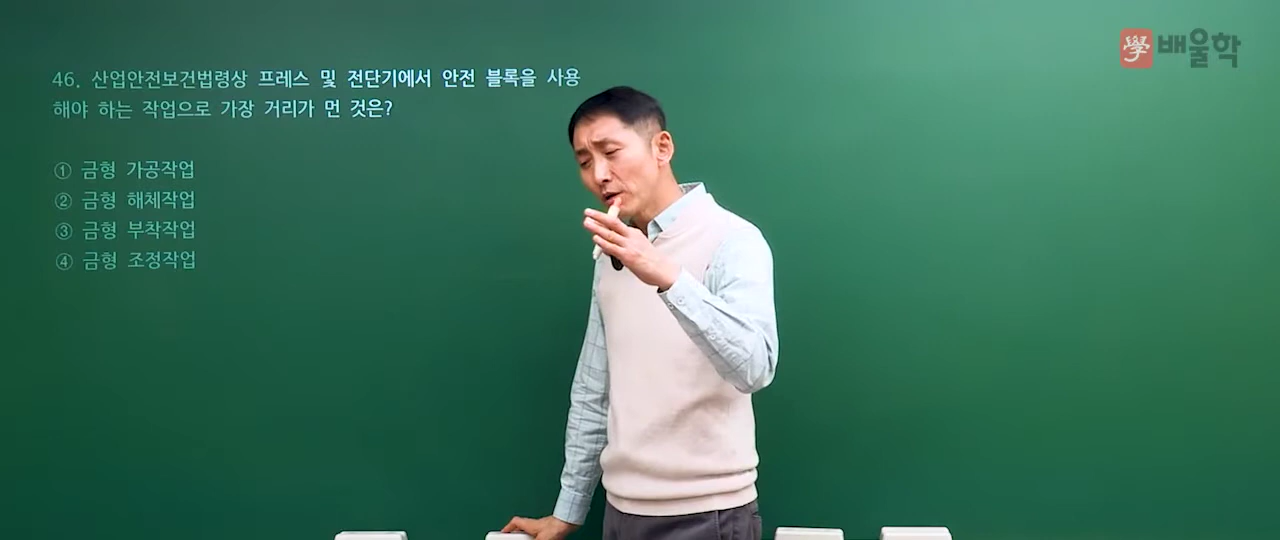 學배울학
46. 산업안전보건법령상 프레스 및 전단기에서 안전 블록을 사용
해야 하는 작업으로 가장 거리가 먼 것은?
① 금형 가공작업
② 금형 해체작업
③ 금형 부착작업
④ 금형 조정작업